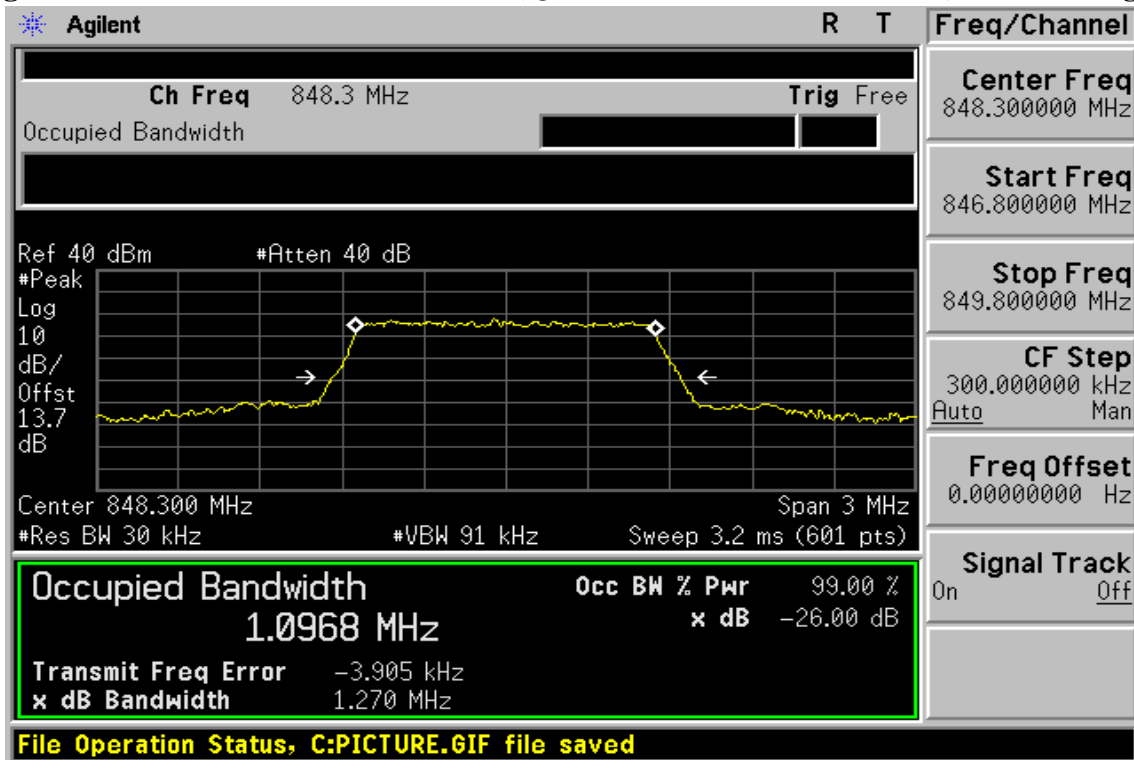 Agilent R T Freq/Channel
Ch Freq 848.3 MHz Trig Free
Occupied Bandwidth
Center Freq
848.300000 MHz
Start Freq
846.800000 MHz
Stop Freq
849.800000 MHz
CF Step
300.000000 kHz
Auto Man
Freq Offset
0.00000000 Hz
Signal Track
On Off
Ref 40 dBm #Atten 40 dB
#Peak
Log
10
dB/
Offst
13.7
dB
Center 848.300 MHz Span 3 MHz
#Res BW 30 kHz #VBW 91 kHz Sweep 3.2 ms (601 pts)
Occupied Bandwidth Occ BW % Pwr 99.00 %
1.0968 MHz x dB -26.00 dB
Transmit Freq Error -3.905 kHz
x dB Bandwidth 1.270 MHz
File Operation Status, C:PICTURE.GIF file saved